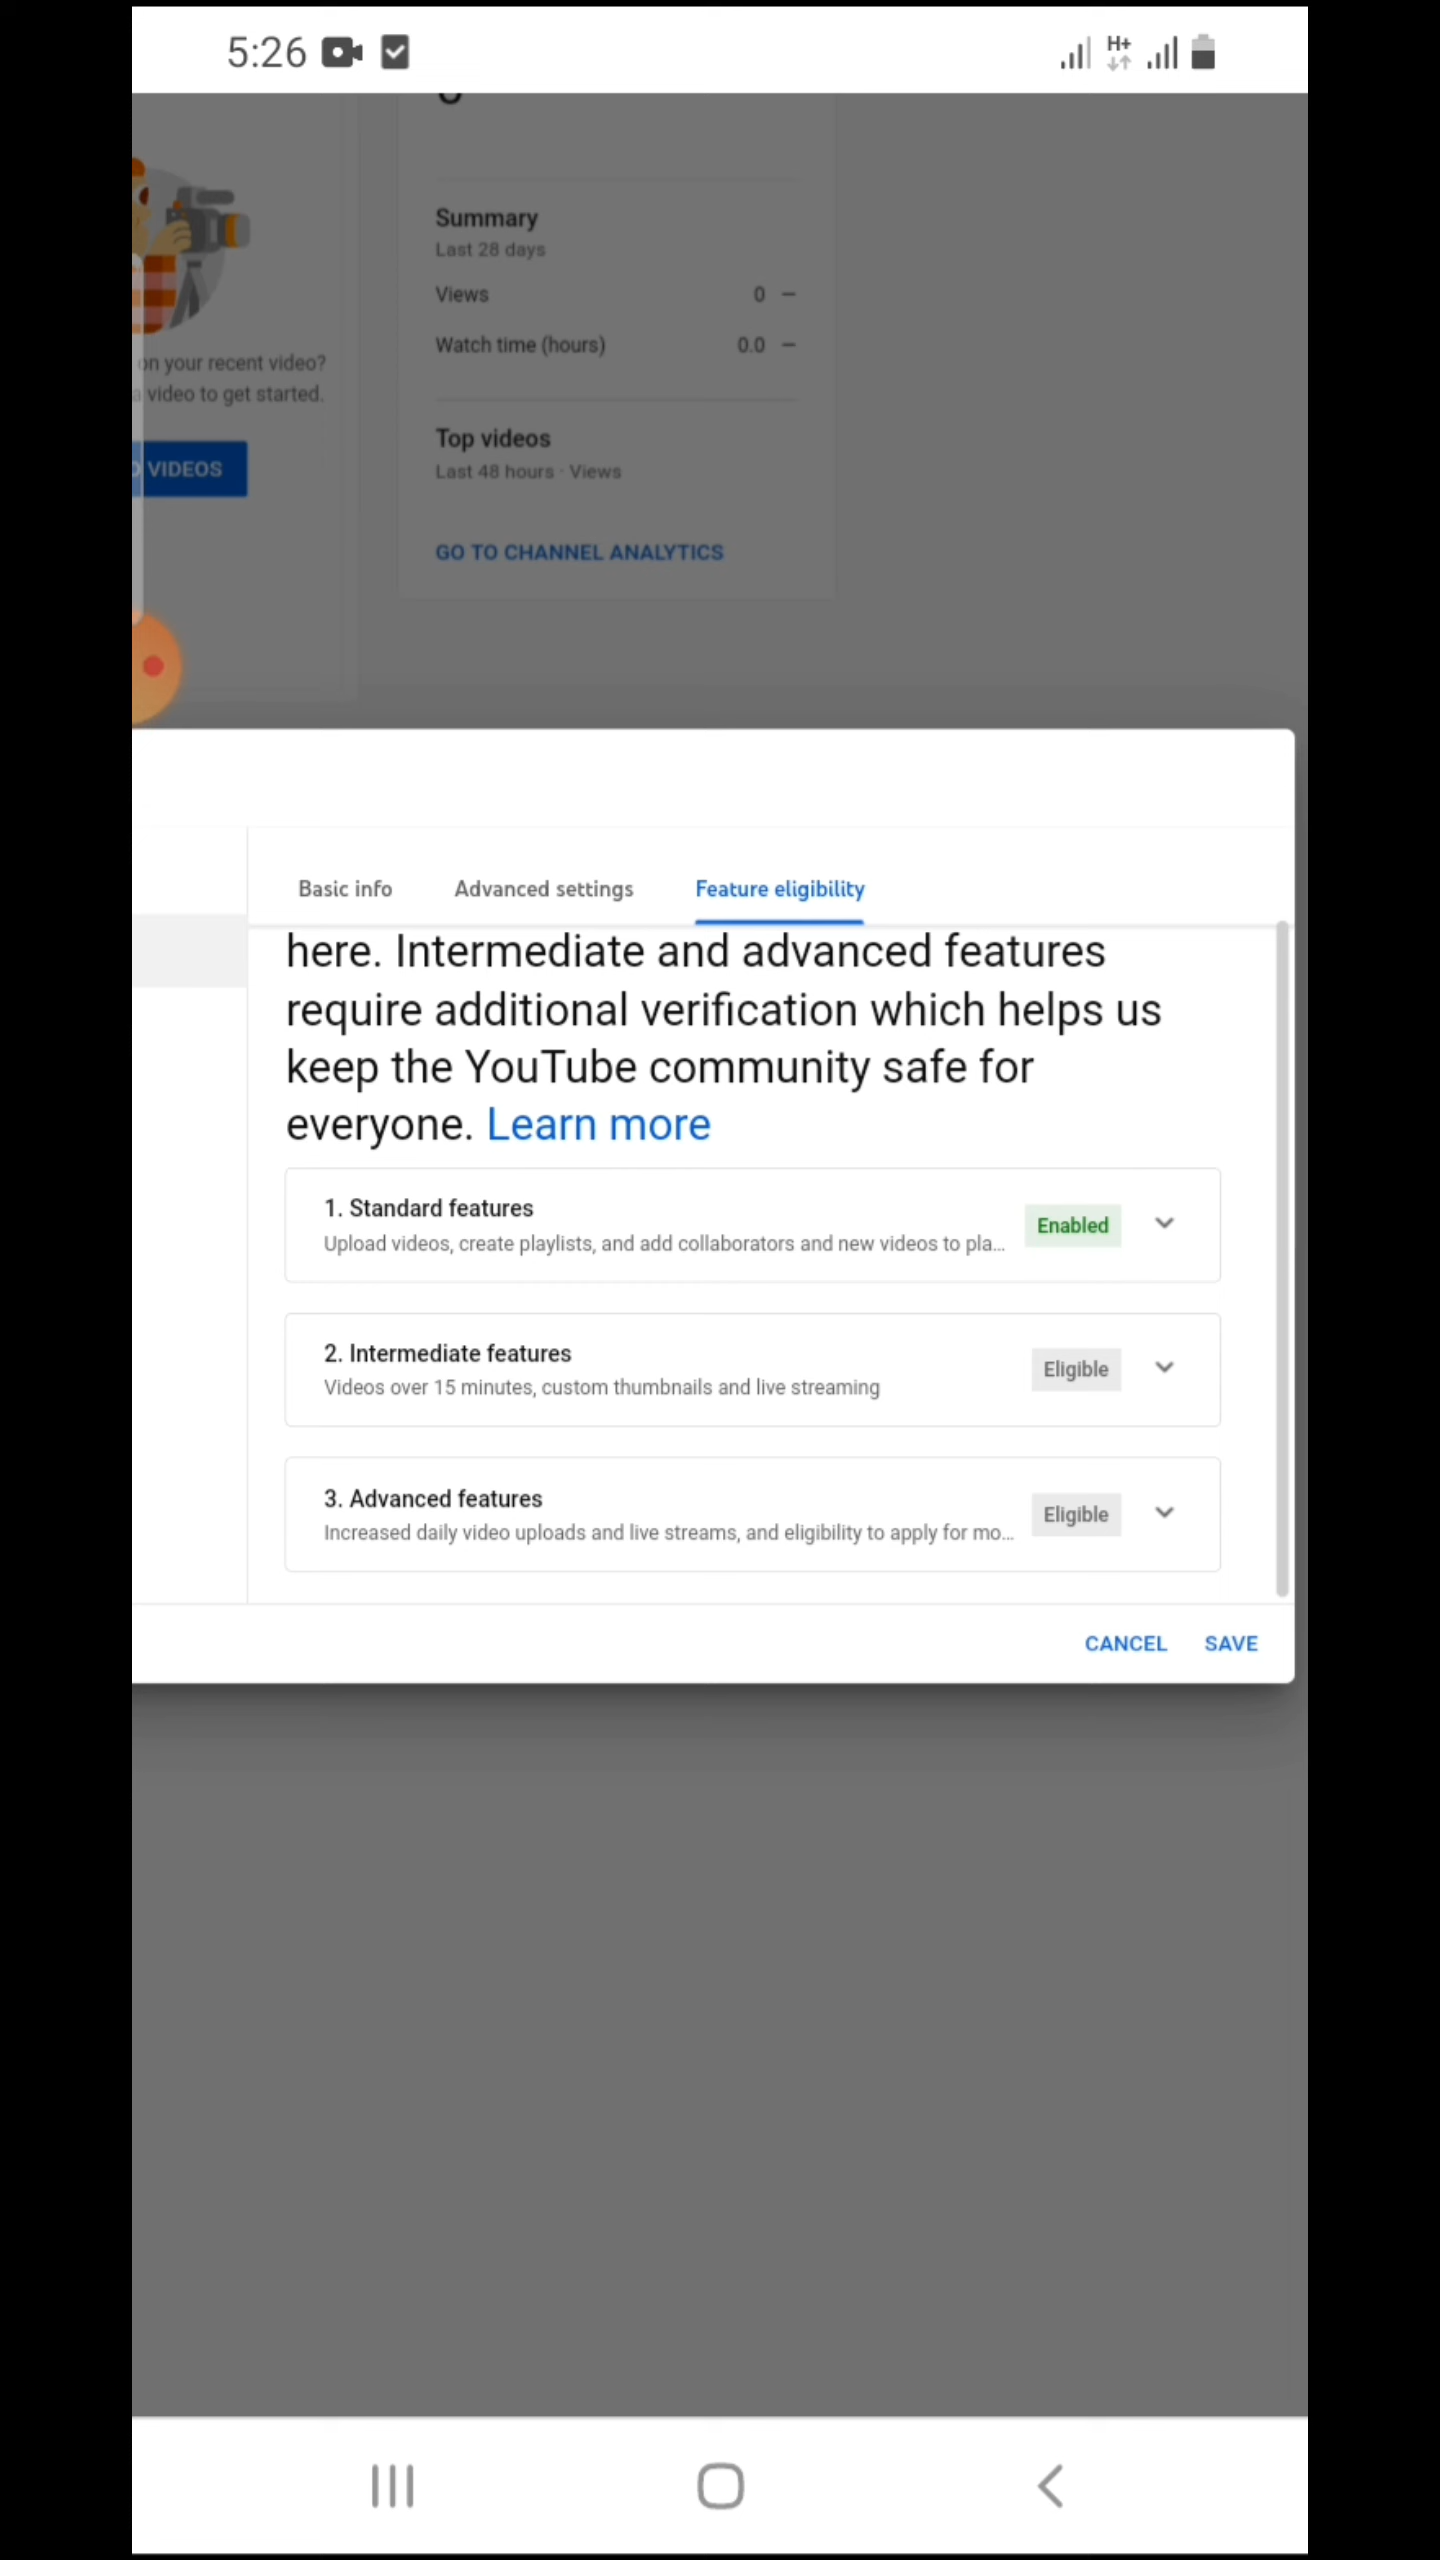 5:26
H+
Summary
Last 28 days
Views 0 —
Watch time (hours) 0.0 —
on your recent video?
a video to get started.
Top videos
Last 48 hours · Views
VIDEOS
GO TO CHANNEL ANALYTICS
Basic info Advanced settings Feature eligibility
here. Intermediate and advanced features
require additional verification which helps us
keep the YouTube community safe for
everyone. Learn more
1. Standard features
Enabled
Upload videos, create playlists, and add collaborators and new videos to pla...
2. Intermediate features
Eligible
Videos over 15 minutes, custom thumbnails and live streaming
3. Advanced features
Eligible
Increased daily video uploads and live streams, and eligibility to apply for mo...
CANCEL SAVE